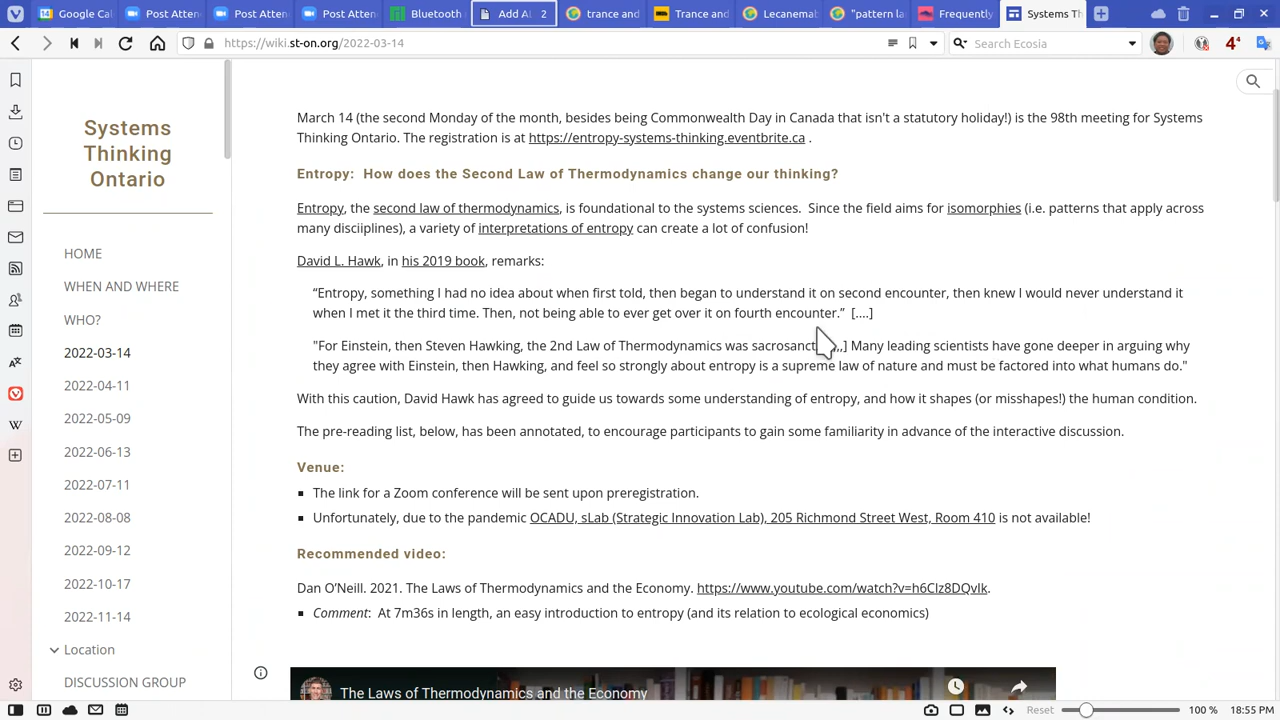 Googl
Post Atten
Post Atten
Post Atten
Bluetooth
Add Al 2
trance and
Trance and
Lecanemab
"pattern la
Frequently
Systems Th
https://wiki.st-on.org/2022-03-14
Search Ecosia
4⁴
Systems
Thinking
Ontario
HOME
WHEN AND WHERE
WHO?
2022-03-14
2022-04-11
2022-05-09
2022-06-13
2022-07-11
2022-08-08
2022-09-12
2022-10-17
2022-11-14
Location
DISCUSSION GROUP
March 14 (the second Monday of the month, besides being Commonwealth Day in Canada that isn't a statutory holiday!) is the 98th meeting for Systems
Thinking Ontario. The registration is at https://entropy-systems-thinking.eventbrite.ca .
Entropy: How does the Second Law of Thermodynamics change our thinking?
Entropy, the second law of thermodynamics, is foundational to the systems sciences. Since the field aims for isomorphies (i.e. patterns that apply across
many disciiplines), a variety of interpretations of entropy can create a lot of confusion!
David L. Hawk, in his 2019 book, remarks:
“Entropy, something I had no idea about when first told, then began to understand it on second encounter, then knew I would never understand it
when I met it the third time. Then, not being able to ever get over it on fourth encounter.” [....]
"For Einstein, then Steven Hawking, the 2nd Law of Thermodynamics was sacrosanct ,,] Many leading scientists have gone deeper in arguing why
they agree with Einstein, then Hawking, and feel so strongly about entropy is a supreme law of nature and must be factored into what humans do."
With this caution, David Hawk has agreed to guide us towards some understanding of entropy, and how it shapes (or misshapes!) the human condition.
The pre-reading list, below, has been annotated, to encourage participants to gain some familiarity in advance of the interactive discussion.
Venue:
The link for a Zoom conference will be sent upon preregistration.
Unfortunately, due to the pandemic OCADU, sLab (Strategic Innovation Lab), 205 Richmond Street West, Room 410 is not available!
Recommended video:
Dan O’Neill. 2021. The Laws of Thermodynamics and the Economy. https://www.youtube.com/watch?v=h6CIz8DQvlk.
Comment: At 7m36s in length, an easy introduction to entropy (and its relation to ecological economics)
The Laws of Thermodynamics and the Economy
Reset 100 % 18:55 PM